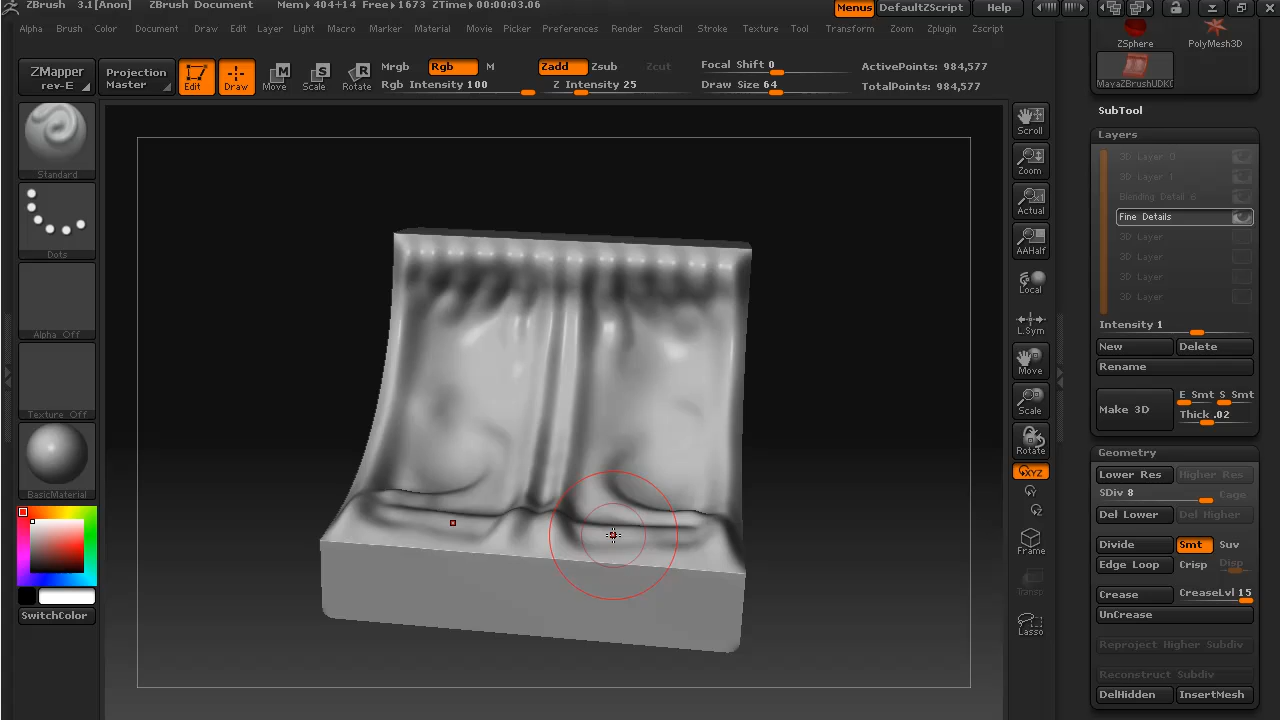 ZBrush 3.1[Anon] ZBrush Document Mem▸404+14 Free▸1673 ZTime▸00:00:03.06 Menus DefaultZScript Help
Alpha Brush Color Document Draw Edit Layer Light Macro Marker Material Movie Picker Preferences Render Stencil Stroke Texture Tool Transform Zoom Zplugin Zscript
ZMapper rev-E
Projection Master
Edit
Draw
Move
Scale
Rotate
Mrgb Rgb M
Rgb Intensity 100
Zadd Zsub Zcut
Z Intensity 25
Focal Shift 0
Draw Size 64
ActivePoints: 984,577
TotalPoints: 984,577
Standard
Dots
Alpha Off
Texture Off
BasicMaterial
SwitchColor
Scroll
Zoom
Actual
AAHalf
Local
L.Sym
Move
Scale
Rotate
XYZ
Y
Z
Frame
Transp
Lasso
ZSphere PolyMesh3D
MayaZBrushUDK(
SubTool
Layers
3D Layer 0
3D Layer 1
Blending Detail 6
Fine Details
3D Layer
3D Layer
3D Layer
3D Layer
Intensity 1
New Delete
Rename
Make 3D
E Smt S Smt
Thick .02
Geometry
Lower Res Higher Res
SDiv 8 Cage
Del Lower Del Higher
Divide Smt Suv
Edge Loop Crisp Disp
Crease CreaseLvl 15
UnCrease
Reproject Higher Subdiv
Reconstruct Subdiv
DelHidden InsertMesh